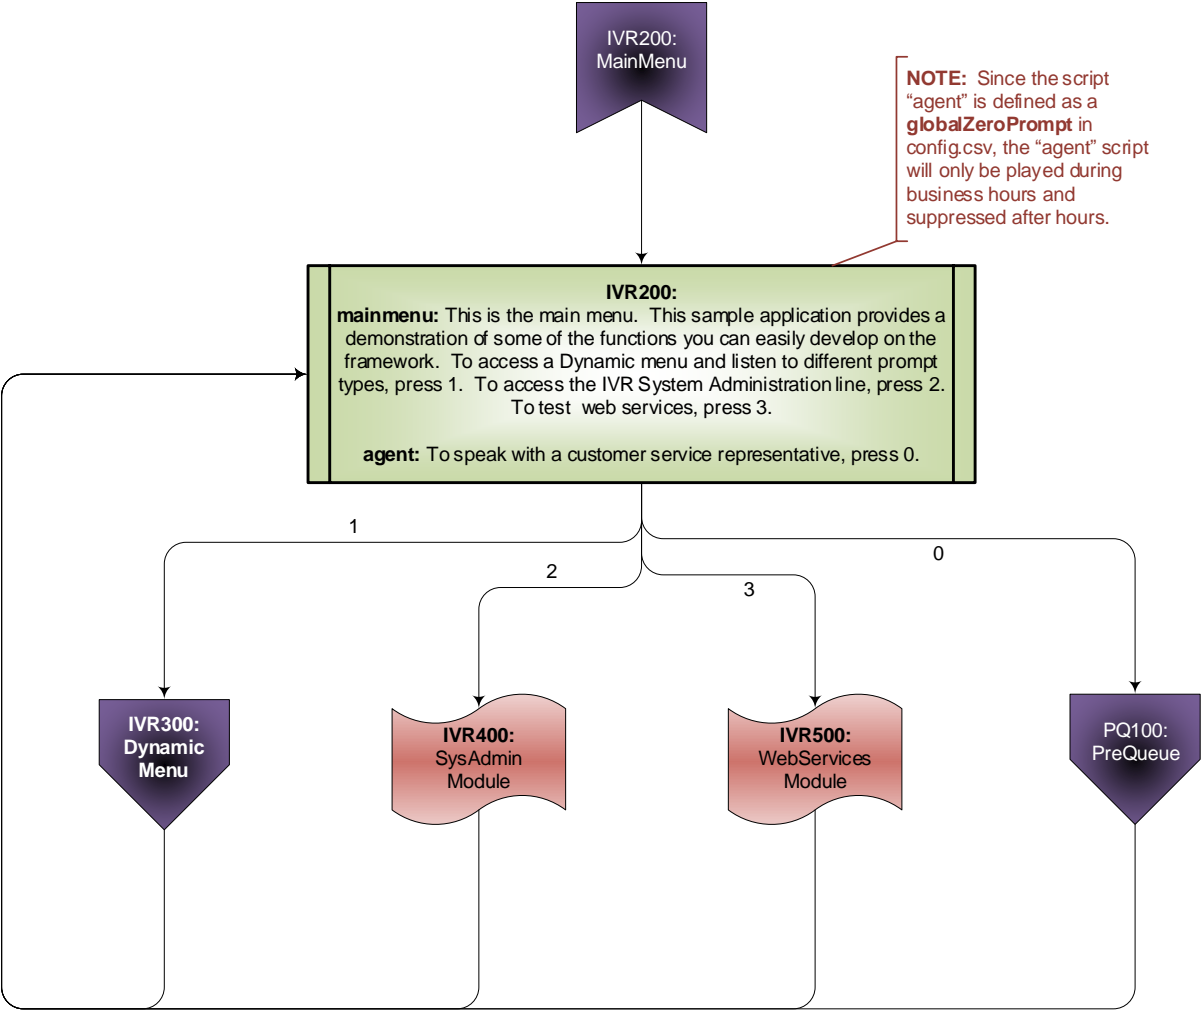 IVR200:
MainMenu
NOTE: Since the script
“agent” is defined as a
globalZeroPrompt in
config.csv, the “agent” script
will only be played during
business hours and
suppressed after hours.
IVR200:
mainmenu: This is the main menu. This sample application provides a
demonstration of some of the functions you can easily develop on the
framework. To access a Dynamic menu and listen to different prompt
types, press 1. To access the IVR System Administration line, press 2.
To test web services, press 3.
agent: To speak with a customer service representative, press 0.
1
2
3
0
IVR300:
Dynamic
Menu
IVR400:
SysAdmin
Module
IVR500:
WebServices
Module
PQ100:
PreQueue